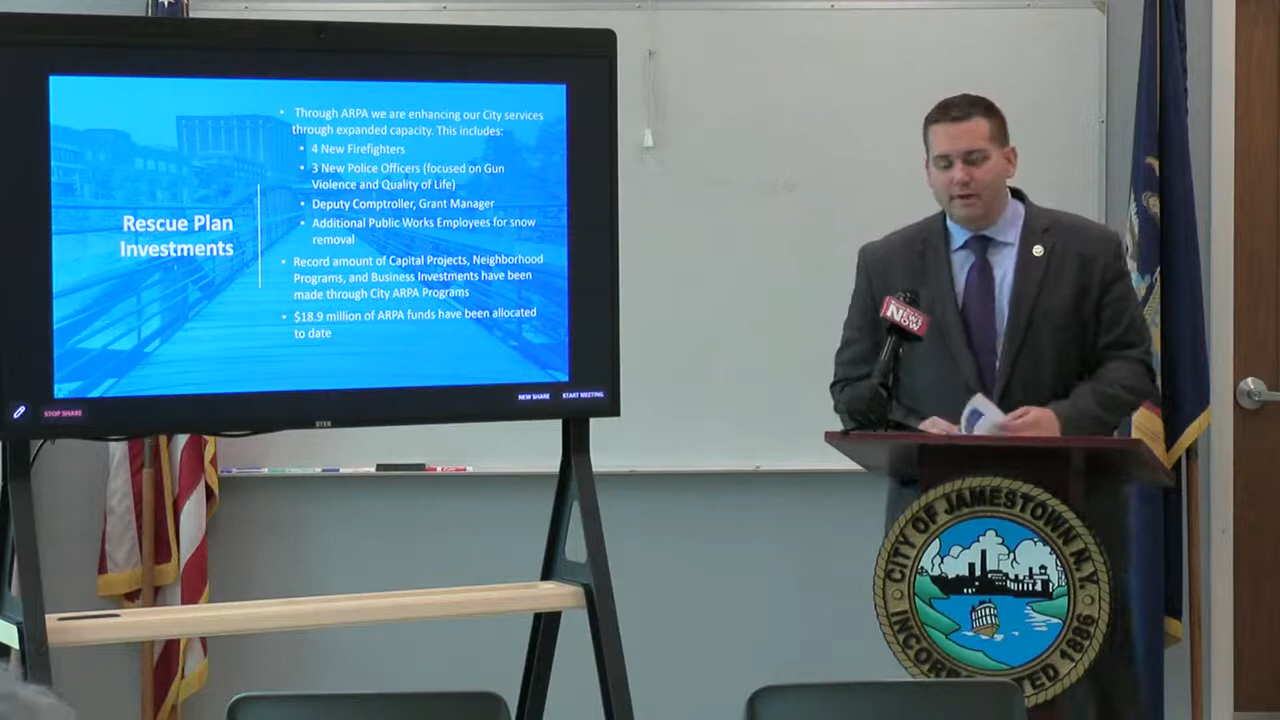 Rescue Plan
Investments
• Through ARPA we are enhancing our City services
through expanded capacity. This includes:
• 4 New Firefighters
• 3 New Police Officers (focused on Gun
Violence and Quality of Life)
• Deputy Comptroller, Grant Manager
• Additional Public Works Employees for snow
removal
• Record amount of Capital Projects, Neighborhood
Programs, and Business Investments have been
made through City ARPA Programs
• $18.9 million of ARPA funds have been allocated
to date
STOP SHARE
NEW SHARE
START MEETING
NEWS
NOW
CITY OF JAMESTOWN N.Y.
INCORPORATED 1886